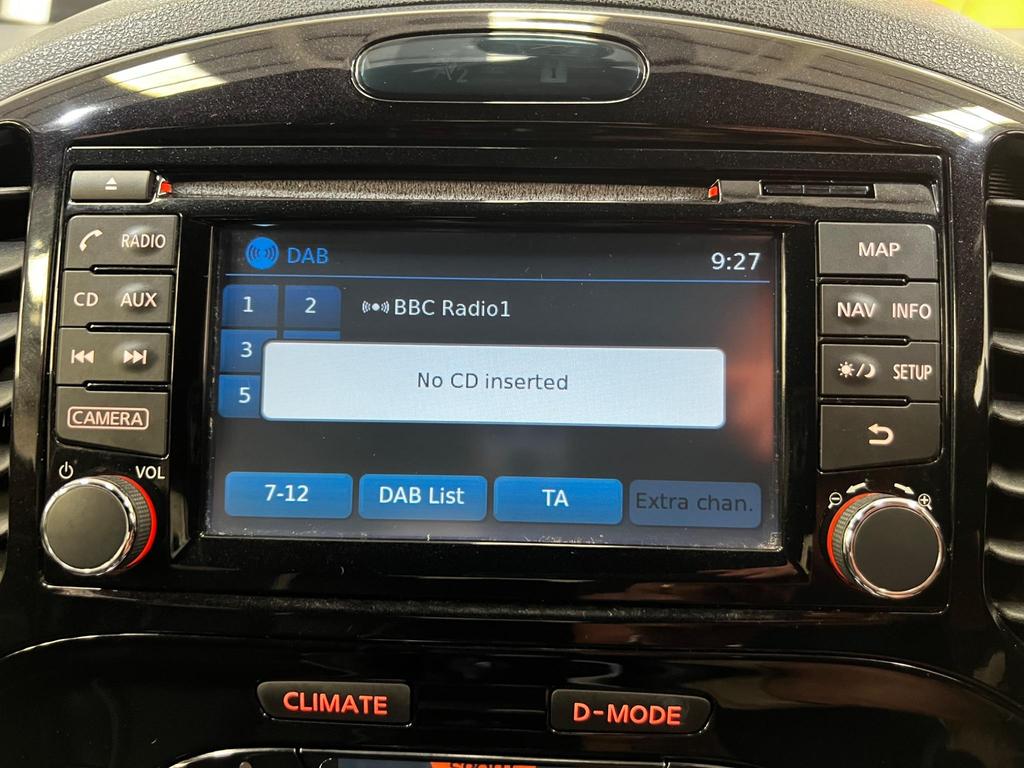 RADIO
CD AUX
CAMERA
VOL
DAB
9:27
1 2
BBC Radio1
3
No CD inserted
5
7-12
DAB List
TA
Extra chan.
MAP
NAV INFO
SETUP
CLIMATE
D-MODE